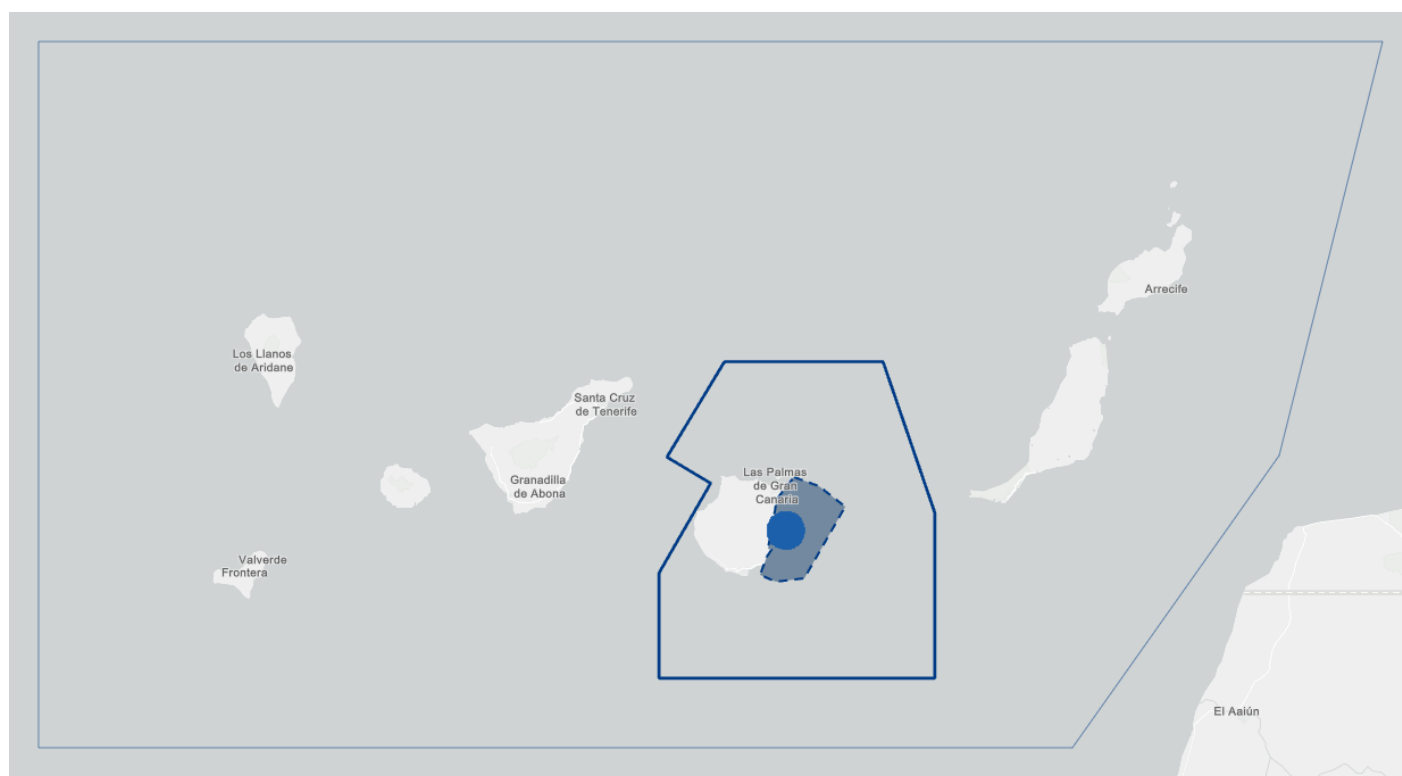 Arrecife
Los Llanos
de Aridane
Santa Cruz
de Tenerife
Las Palmas
de Gran
Canaria
Granadilla
de Abona
Valverde
Frontera
El Aaiún